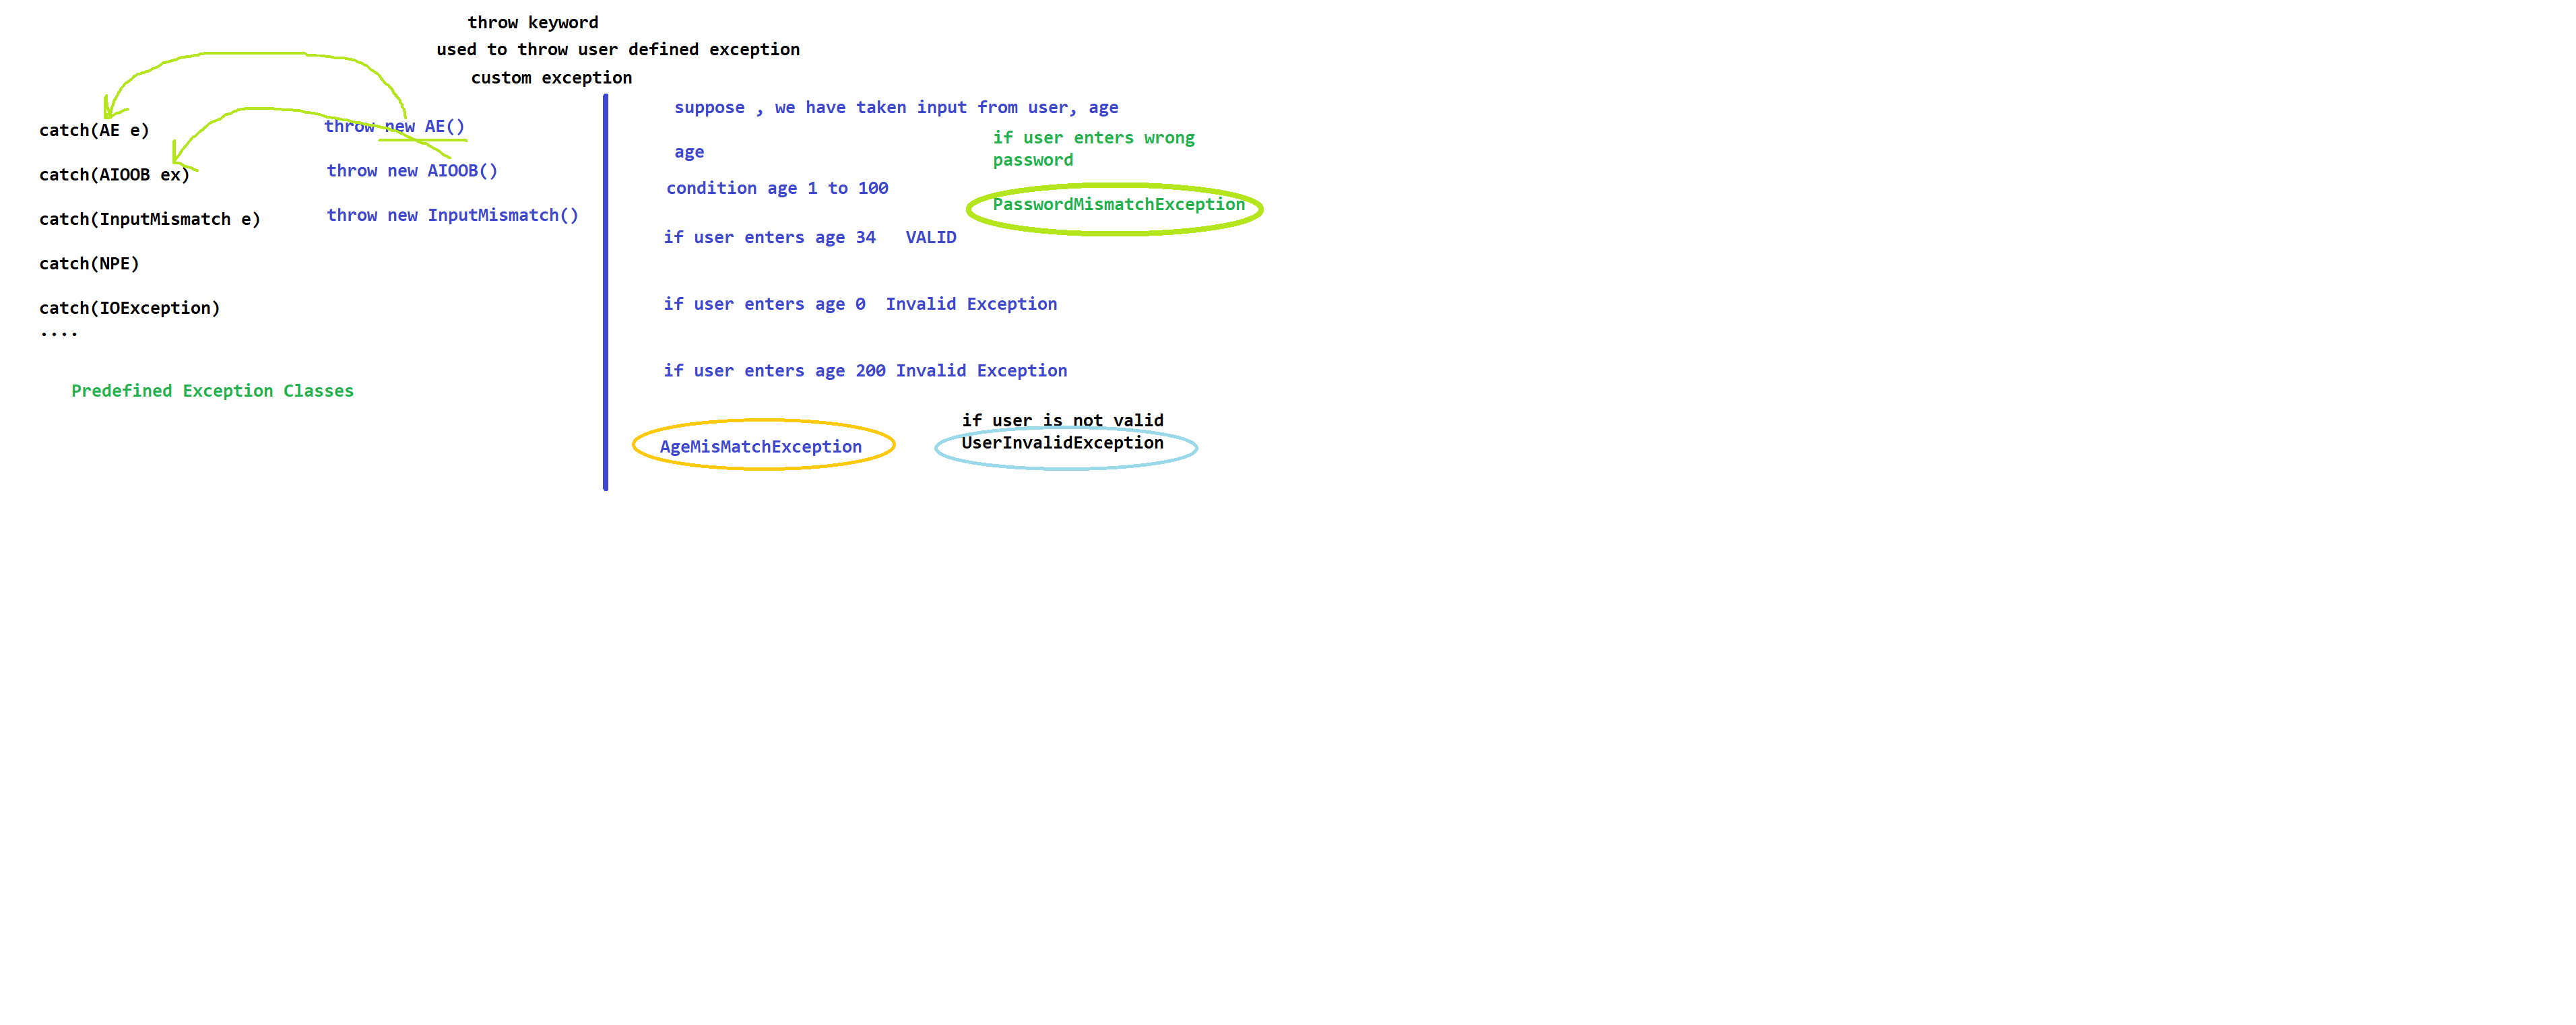 throw keyword
used to throw user defined exception
custom exception
catch(AE e)
catch(AIOOB ex)
catch(InputMismatch e)
catch(NPE)
catch(IOException)
....
Predefined Exception Classes
throw new AE()
throw new AIOOB()
throw new InputMismatch()
suppose , we have taken input from user, age
age
condition age 1 to 100
if user enters age 34 VALID
if user enters age 0 Invalid Exception
if user enters age 200 Invalid Exception
AgeMisMatchException
if user enters wrong
password
PasswordMismatchException
if user is not valid
UserInvalidException